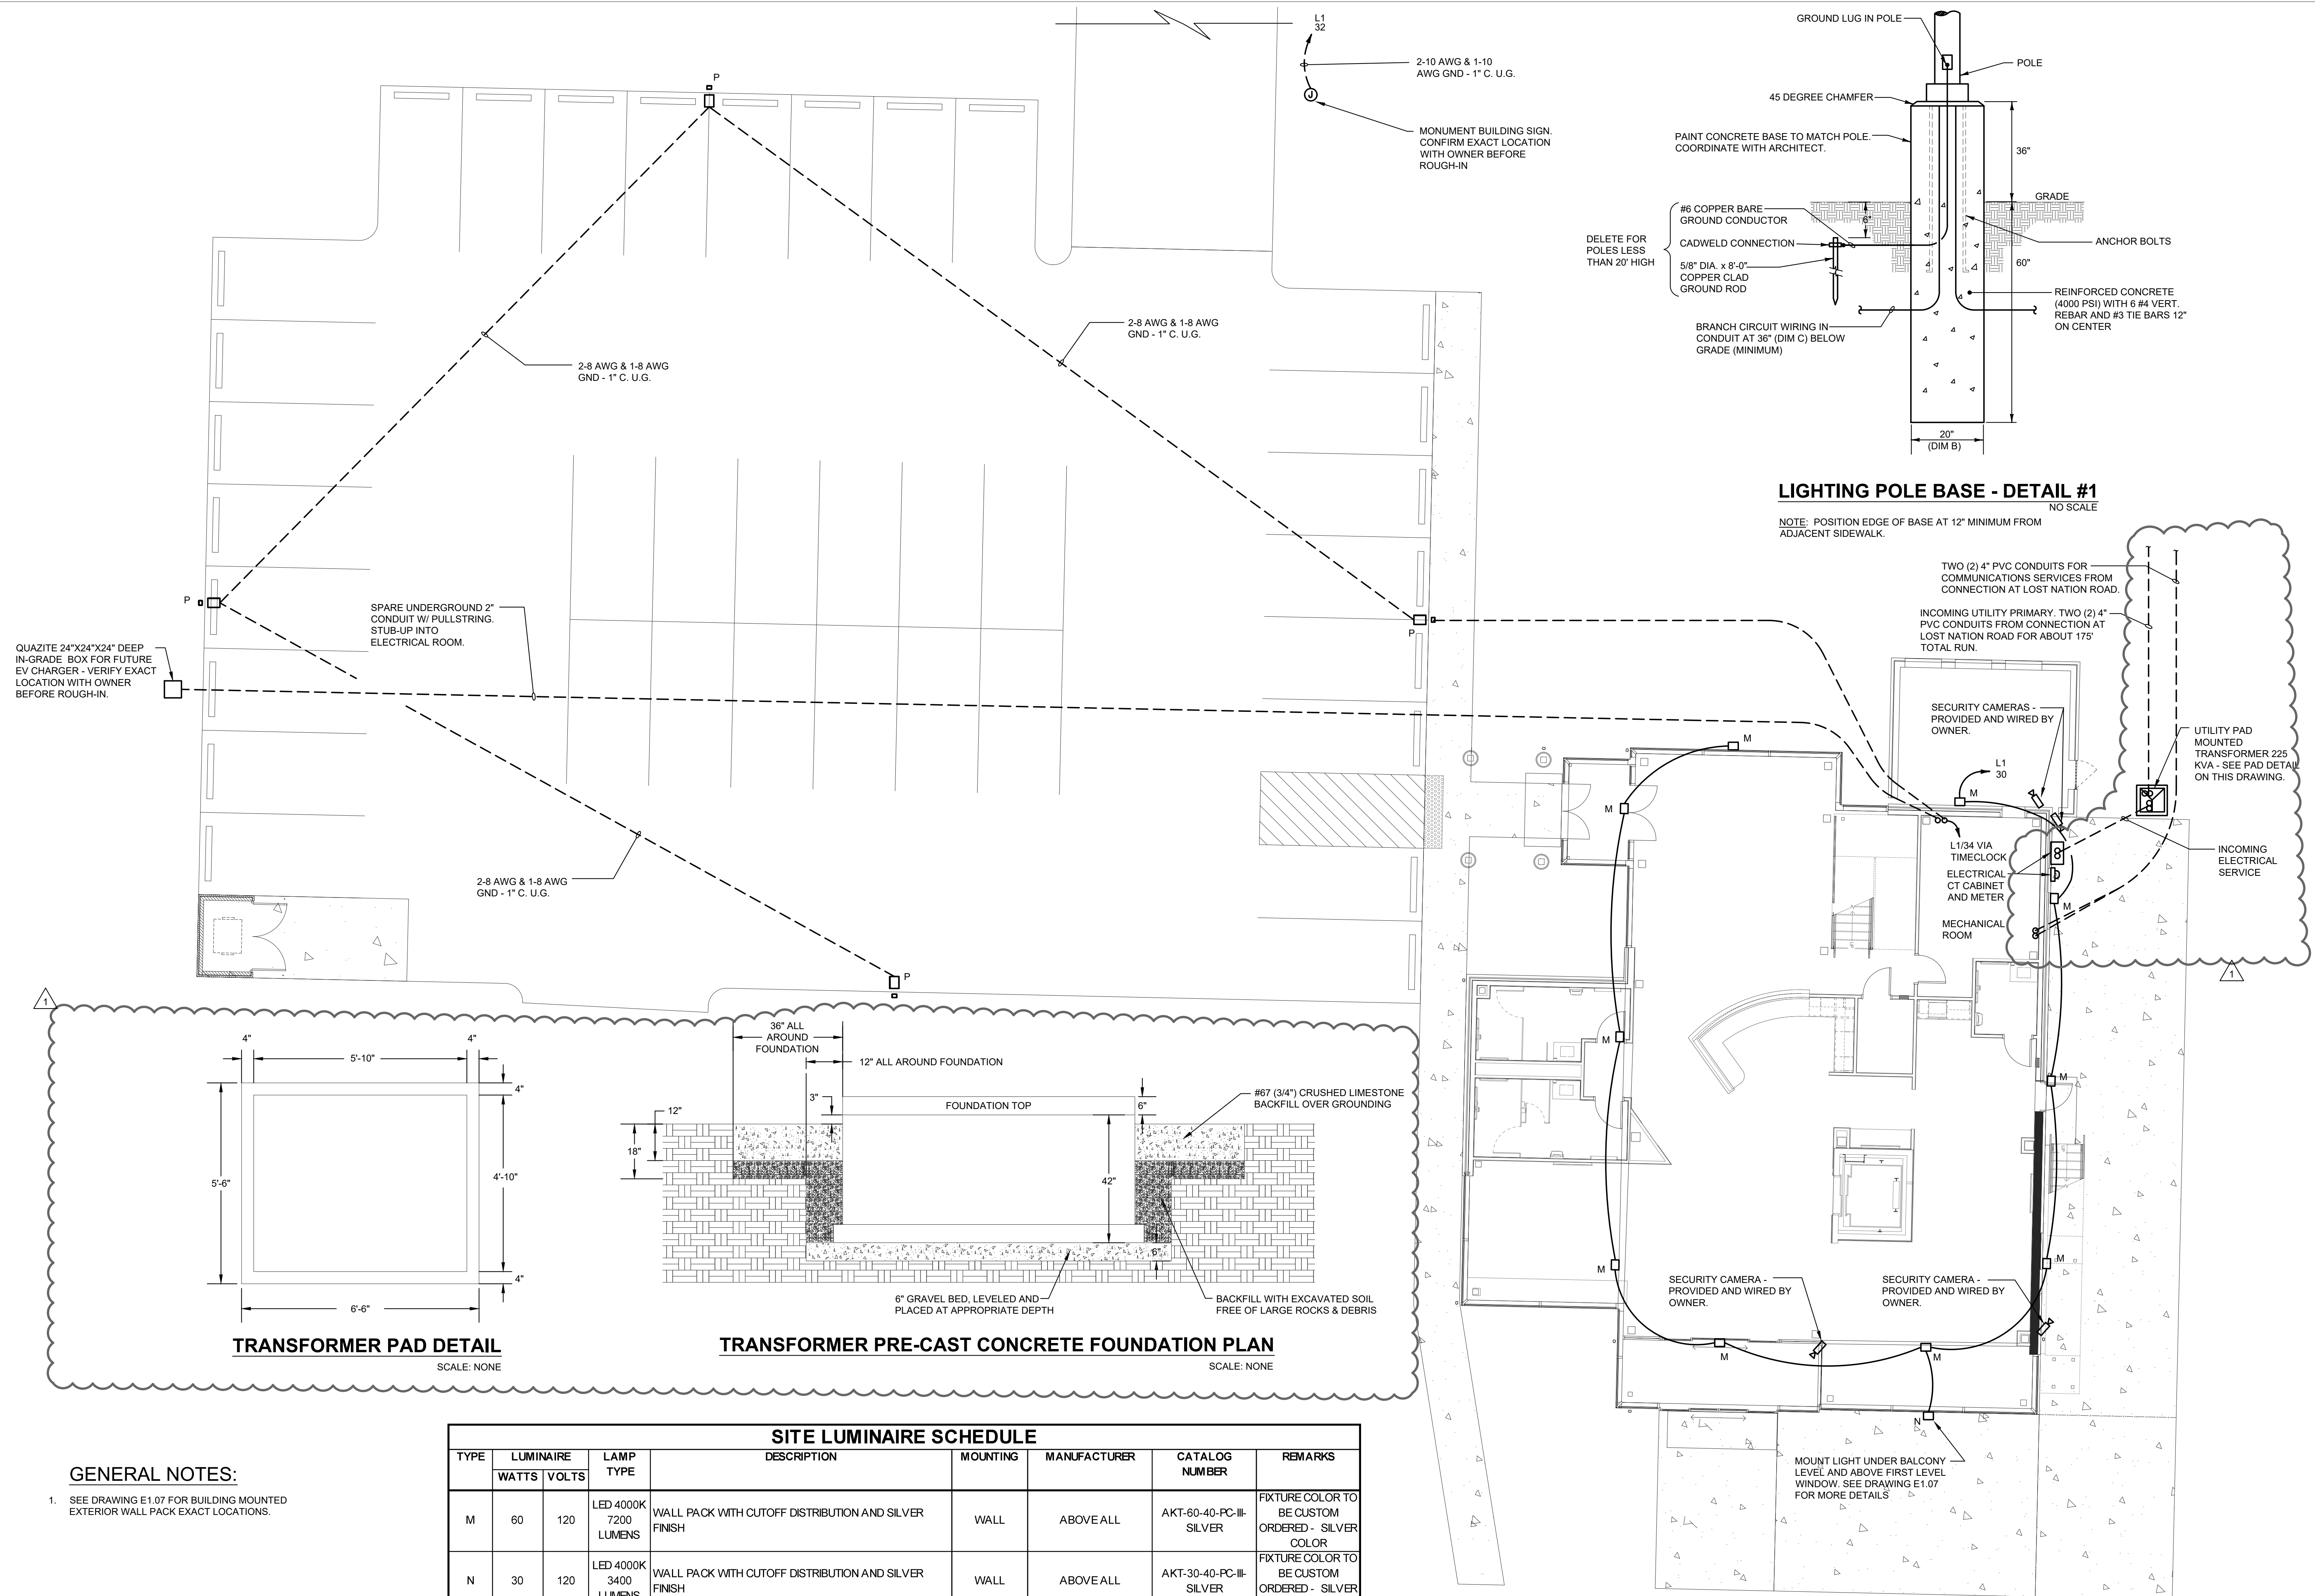 P
L1
32
2-10 AWG & 1-10
AWG GND - 1" C. U.G.
J
MONUMENT BUILDING SIGN.
CONFIRM EXACT LOCATION
WITH OWNER BEFORE
ROUGH-IN
GROUND LUG IN POLE
POLE
45 DEGREE CHAMFER
PAINT CONCRETE BASE TO MATCH POLE.
COORDINATE WITH ARCHITECT.
36"
GRADE
#6 COPPER BARE
GROUND CONDUCTOR
6"
CADWELD CONNECTION
DELETE FOR
POLES LESS
THAN 20' HIGH
5/8" DIA. x 8'-0"
COPPER CLAD
GROUND ROD
ANCHOR BOLTS
60"
REINFORCED CONCRETE
(4000 PSI) WITH 6 #4 VERT.
REBAR AND #3 TIE BARS 12"
ON CENTER
BRANCH CIRCUIT WIRING IN
CONDUIT AT 36" (DIM C) BELOW
GRADE (MINIMUM)
20"
(DIM B)
LIGHTING POLE BASE - DETAIL #1
NO SCALE
NOTE: POSITION EDGE OF BASE AT 12" MINIMUM FROM
ADJACENT SIDEWALK.
2-8 AWG & 1-8 AWG
GND - 1" C. U.G.
2-8 AWG & 1-8 AWG
GND - 1" C. U.G.
P
SPARE UNDERGROUND 2"
CONDUIT W/ PULLSTRING.
STUB-UP INTO
ELECTRICAL ROOM.
P
QUAZITE 24"X24"X24" DEEP
IN-GRADE BOX FOR FUTURE
EV CHARGER - VERIFY EXACT
LOCATION WITH OWNER
BEFORE ROUGH-IN.
TWO (2) 4" PVC CONDUITS FOR
COMMUNICATIONS SERVICES FROM
CONNECTION AT LOST NATION ROAD.
INCOMING UTILITY PRIMARY. TWO (2) 4"
PVC CONDUITS FROM CONNECTION AT
LOST NATION ROAD FOR ABOUT 175'
TOTAL RUN.
SECURITY CAMERAS -
PROVIDED AND WIRED BY
OWNER.
UTILITY PAD
MOUNTED
TRANSFORMER 225
KVA - SEE PAD DETAIL
ON THIS DRAWING.
M
L1
30
M
M
L1/34 VIA
TIMECLOCK
ELECTRICAL
CT CABINET
AND METER
INCOMING
ELECTRICAL
SERVICE
M
MECHANICAL
ROOM
1
2-8 AWG & 1-8 AWG
GND - 1" C. U.G.
P
1
M
M
M
M
SECURITY CAMERA -
PROVIDED AND WIRED BY
OWNER.
SECURITY CAMERA -
PROVIDED AND WIRED BY
OWNER.
M
M
N
MOUNT LIGHT UNDER BALCONY
LEVEL AND ABOVE FIRST LEVEL
WINDOW. SEE DRAWING E1.07
FOR MORE DETAILS
4"
5'-10"
4"
4"
5'-6"
4'-10"
4"
6'-6"
TRANSFORMER PAD DETAIL
SCALE: NONE
36" ALL
AROUND
FOUNDATION
12" ALL AROUND FOUNDATION
3"
FOUNDATION TOP
6"
#67 (3/4") CRUSHED LIMESTONE
BACKFILL OVER GROUNDING
12"
18"
42"
6"
6" GRAVEL BED, LEVELED AND
PLACED AT APPROPRIATE DEPTH
BACKFILL WITH EXCAVATED SOIL
FREE OF LARGE ROCKS & DEBRIS
TRANSFORMER PRE-CAST CONCRETE FOUNDATION PLAN
SCALE: NONE
GENERAL NOTES:
1. SEE DRAWING E1.07 FOR BUILDING MOUNTED
EXTERIOR WALL PACK EXACT LOCATIONS.
SITE LUMINAIRE SCHEDULE
TYPE LUMINAIRE LAMP TYPE DESCRIPTION MOUNTING MANUFACTURER CATALOG NUMBER REMARKS
WATTS VOLTS
M 60 120 LED 4000K 7200 LUMENS WALL PACK WITH CUTOFF DISTRIBUTION AND SILVER FINISH WALL ABOVE ALL AKT-60-40-PC-III-SILVER FIXTURE COLOR TO BE CUSTOM ORDERED - SILVER COLOR
N 30 120 LED 4000K 3400 LUMENS WALL PACK WITH CUTOFF DISTRIBUTION AND SILVER FINISH WALL ABOVE ALL AKT-30-40-PC-III-SILVER FIXTURE COLOR TO BE CUSTOM ORDERED - SILVER